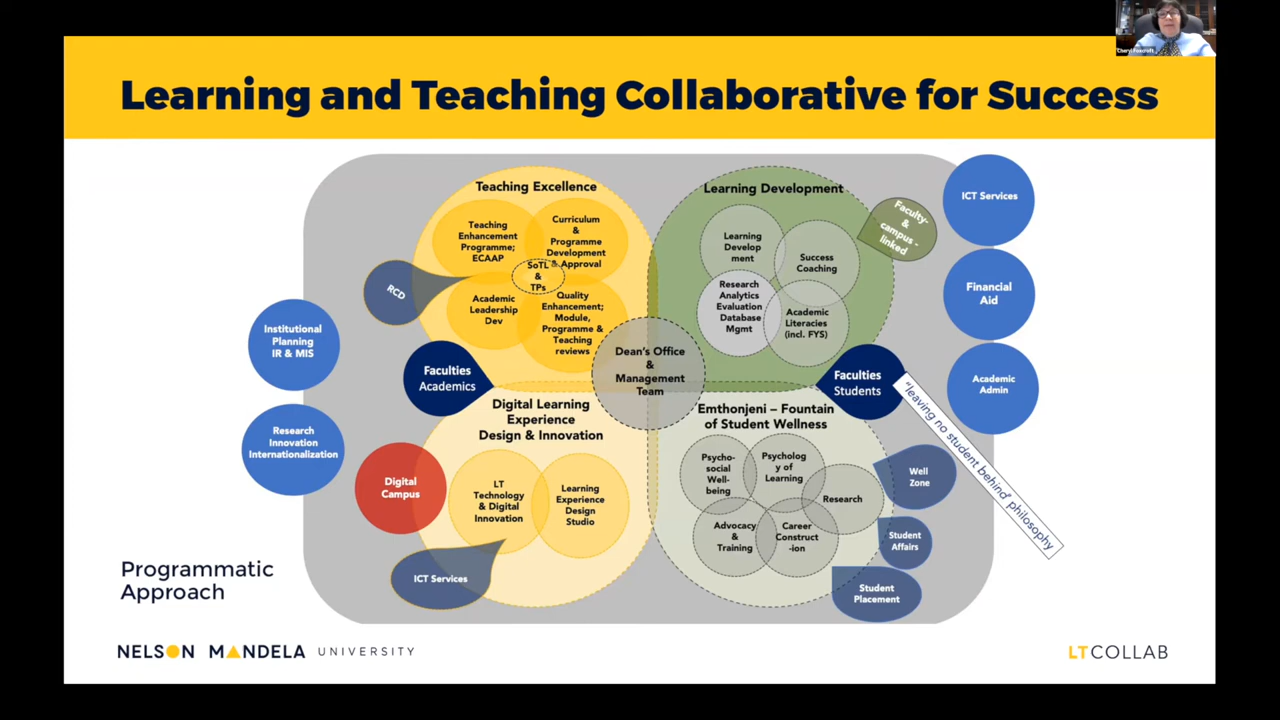 Cheryl Foxcroft
Learning and Teaching Collaborative for Success
Teaching Excellence
Teaching
Enhancement
Programme;
ECAAP
Curriculum
&
Programme
Development
& Approval
SoTL
&
TPs
Academic
Leadership
Dev
Quality
Enhancement;
Module,
Programme &
Teaching
reviews
RCD
Learning Development
Learning
Develop
ment
Success
Coaching
Research
Analytics
Evaluation
Database
Mgmt
Academic
Literacies
(incl. FYS)
Faculty-
&
campus -
linked
ICT Services
Financial
Aid
Academic
Admin
Institutional
Planning
IR & MIS
Research
Innovation
Internationalization
Faculties
Academics
Dean's Office
&
Management
Team
Faculties
Students
"leaving no student behind' philosophy
Digital Learning
Experience
Design & Innovation
LT
Technology
& Digital
Innovation
Learning
Experience
Design
Studio
Digital
Campus
ICT Services
Emthonjeni – Fountain
of Student Wellness
Psycho-
social
Well-
being
Psycholog
y of
Learning
Research
Advocacy
&
Training
Career
Construct
-ion
Well
Zone
Student
Affairs
Student
Placement
Programmatic
Approach
NELSON MANDELA UNIVERSITY
LTCOLLAB